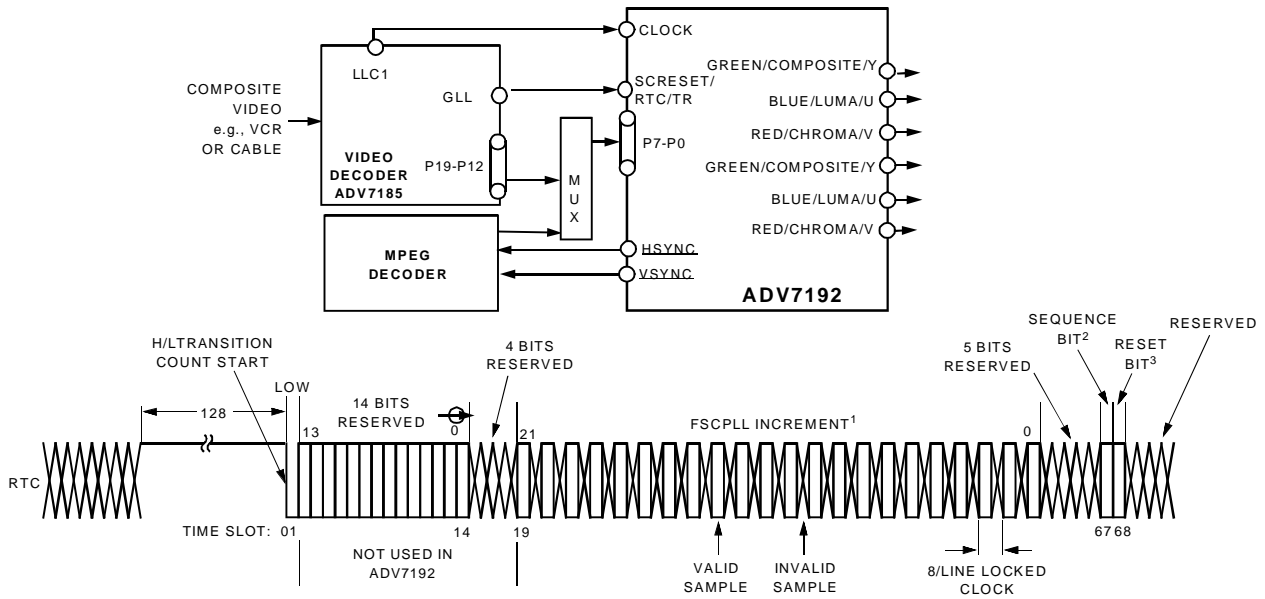 CLOCK
LLC1
GREEN/COMPOSITE/Y
COMPOSITE
VIDEO
e.g., VCR
OR CABLE
GLL
SCRESET/
RTC/TR
BLUE/LUMA/U
RED/CHROMA/V
VIDEO
DECODER
ADV7185
P19-P12
MUX
P7-P0
GREEN/COMPOSITE/Y
BLUE/LUMA/U
RED/CHROMA/V
MPEG
DECODER
HSYNC
VSYNC
ADV7192
H/LTRANSITION
COUNT START
LOW
128
14 BITS
RESERVED
4 BITS
RESERVED
5 BITS
RESERVED
SEQUENCE
BIT2
RESET
BIT3
RESERVED
13
0
21
FSCPLL INCREMENT1
0
RTC
TIME SLOT: 01
14
19
67 68
NOT USED IN
ADV7192
VALID
SAMPLE
INVALID
SAMPLE
8/LINE LOCKED
CLOCK